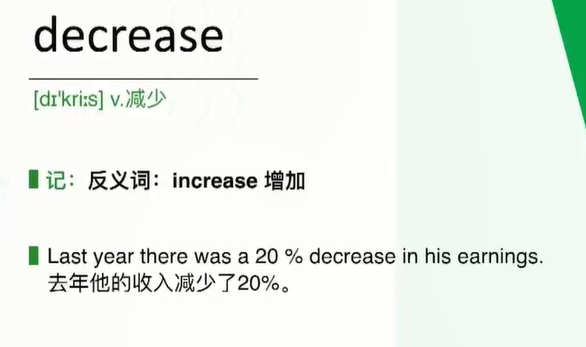 decrease
[dɪ'kriːs] v.减少
记：反义词：increase 增加
Last year there was a 20 % decrease in his earnings.
去年他的收入减少了20%。